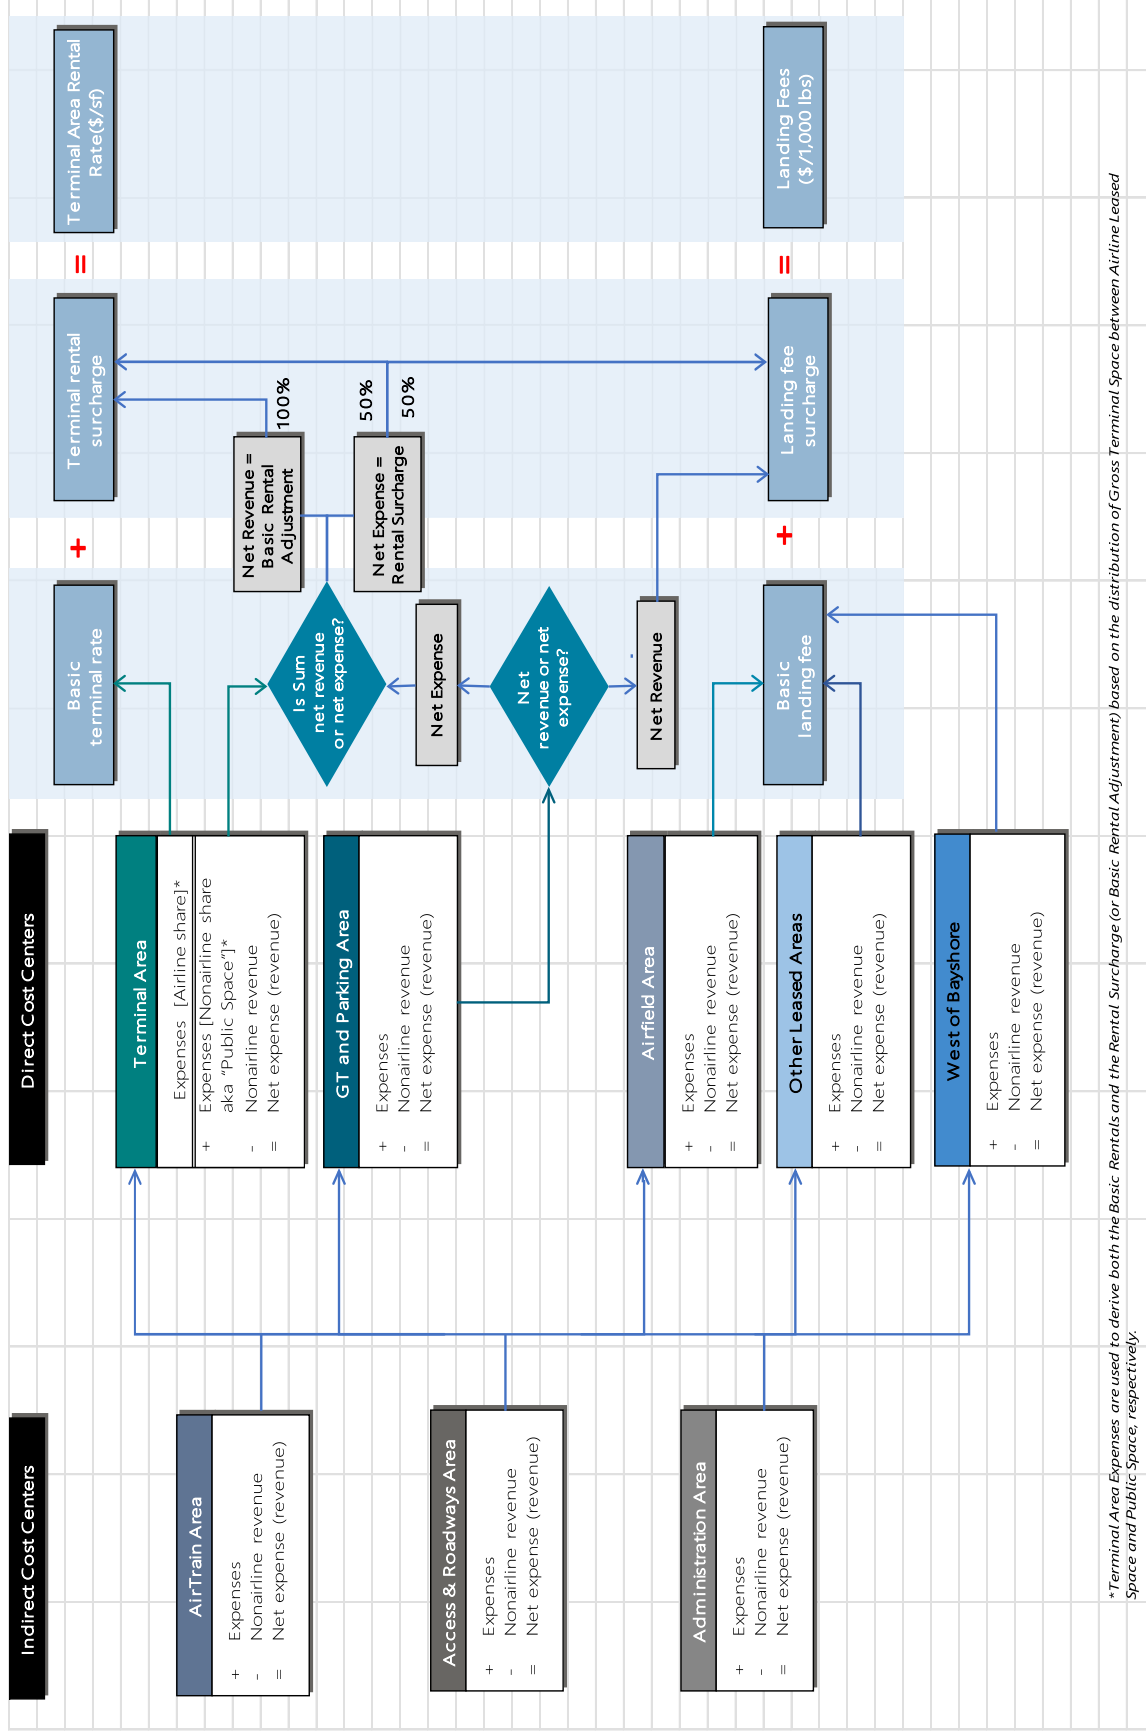 Indirect Cost Centers
AirTrain Area
+ Expenses
- Nonairline revenue
= Net expense (revenue)
Access & Roadways Area
+ Expenses
- Nonairline revenue
= Net expense (revenue)
Administration Area
+ Expenses
- Nonairline revenue
= Net expense (revenue)
Direct Cost Centers
Terminal Area
Expenses [Airline share]*
+ Expenses [Nonairline share
aka "Public Space"]*
- Nonairline revenue
= Net expense (revenue)
GT and Parking Area
+ Expenses
- Nonairline revenue
= Net expense (revenue)
Airfield Area
+ Expenses
- Nonairline revenue
= Net expense (revenue)
Other Leased Areas
+ Expenses
- Nonairline revenue
= Net expense (revenue)
West of Bayshore
+ Expenses
- Nonairline revenue
= Net expense (revenue)
Basic
terminal rate
Is Sum
net revenue
or net expense?
Net Expense
Net
revenue or net
expense?
Net Revenue
Basic
landing fee
+
Net Revenue =
Basic Rental
Adjustment
Net Expense =
Rental Surcharge
+
Terminal rental
surcharge
100%
50%
50%
Landing fee
surcharge
=
=
Terminal Area Rental
Rate($/sf)
Landing Fees
($/1,000 lbs)
*Terminal Area Expenses are used to derive both the Basic Rentals and the Rental Surcharge (or Basic Rental Adjustment) based on the distribution of Gross Terminal Space between Airline Leased
Space and Public Space, respectively.